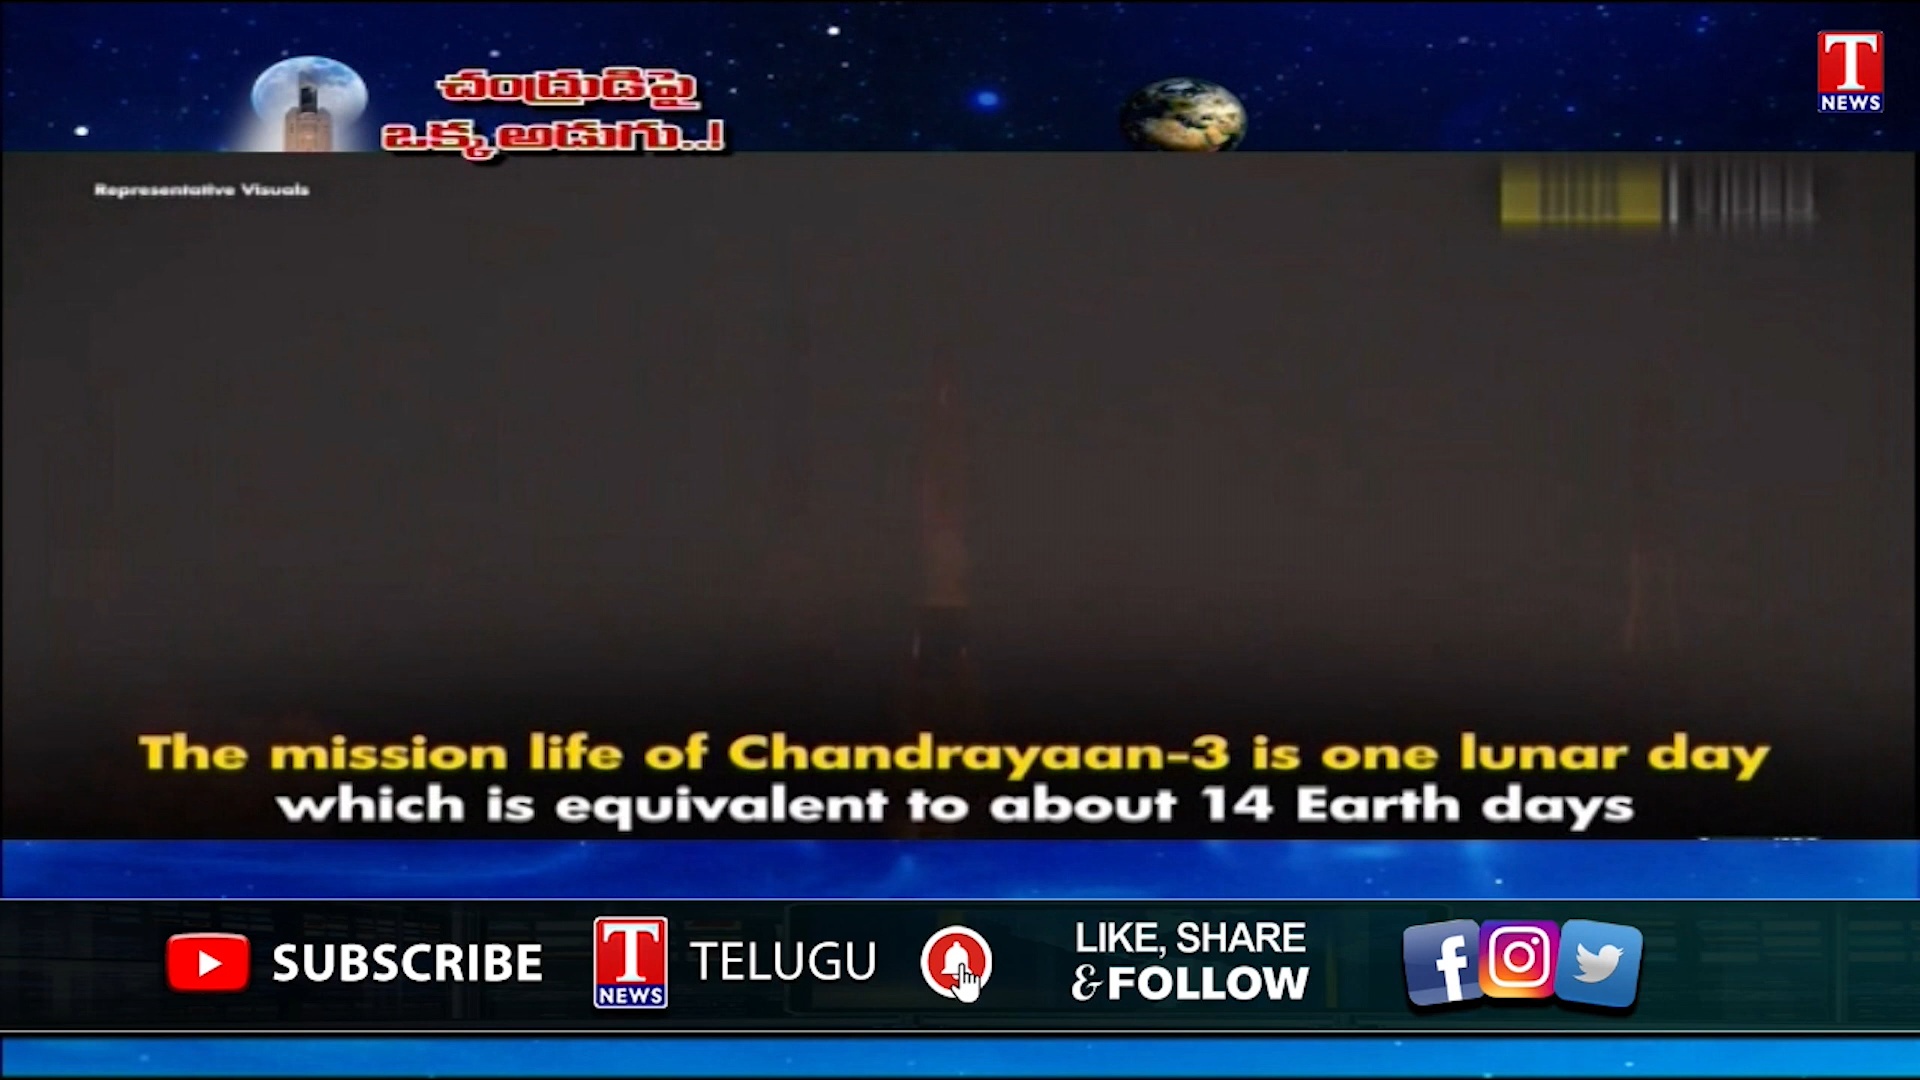 చంద్రుడిపై
ఒక్క అడుగు..!
T
NEWS
Representative Visuals
The mission life of Chandrayaan-3 is one lunar day
which is equivalent to about 14 Earth days
SUBSCRIBE
T
NEWS
TELUGU
LIKE, SHARE
& FOLLOW